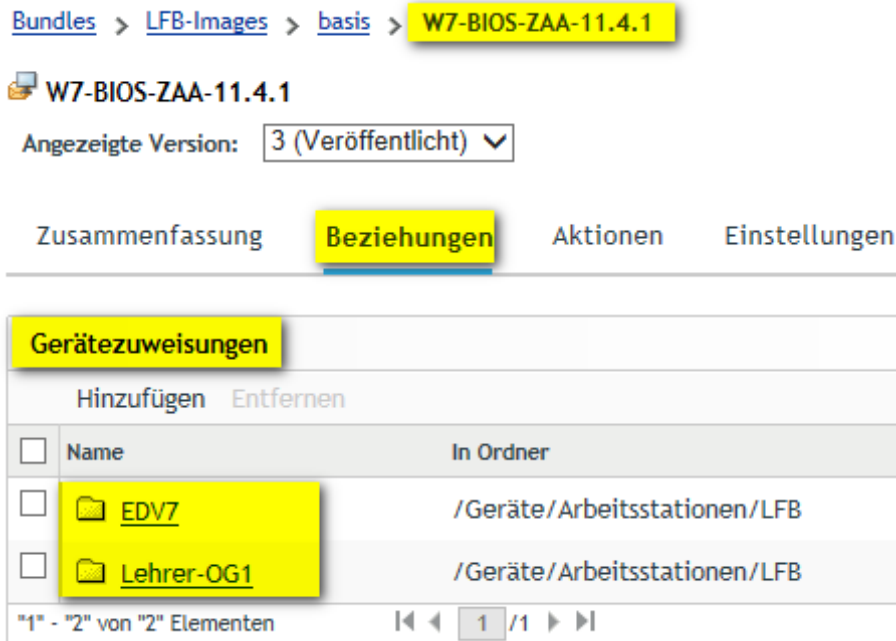 Bundles > LFB-Images > basis > W7-BIOS-ZAA-11.4.1
W7-BIOS-ZAA-11.4.1
Angezeigte Version: 3 (Veröffentlicht)
Zusammenfassung Beziehungen Aktionen Einstellungen
Gerätezuweisungen
Hinzufügen Entfernen
Name In Ordner
EDV7 /Geräte/Arbeitsstationen/LFB
Lehrer-OG1 /Geräte/Arbeitsstationen/LFB
"1" - "2" von "2" Elementen 1 /1